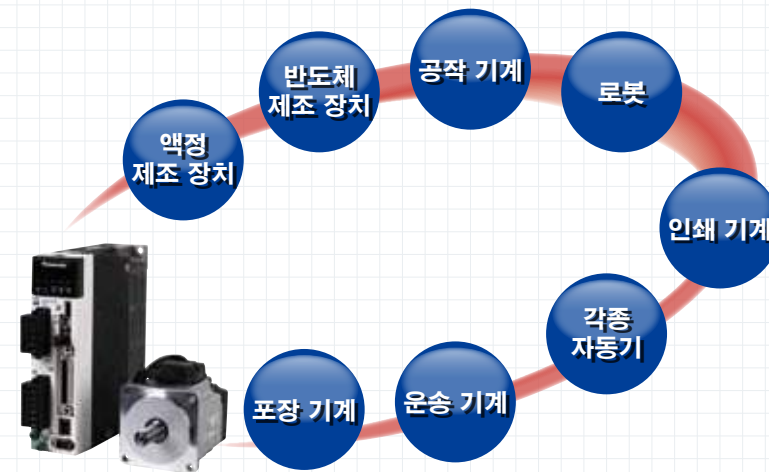 액정
제조 장치
반도체
제조 장치
공작 기계
로봇
인쇄 기계
각종
자동기
운송 기계
포장 기계